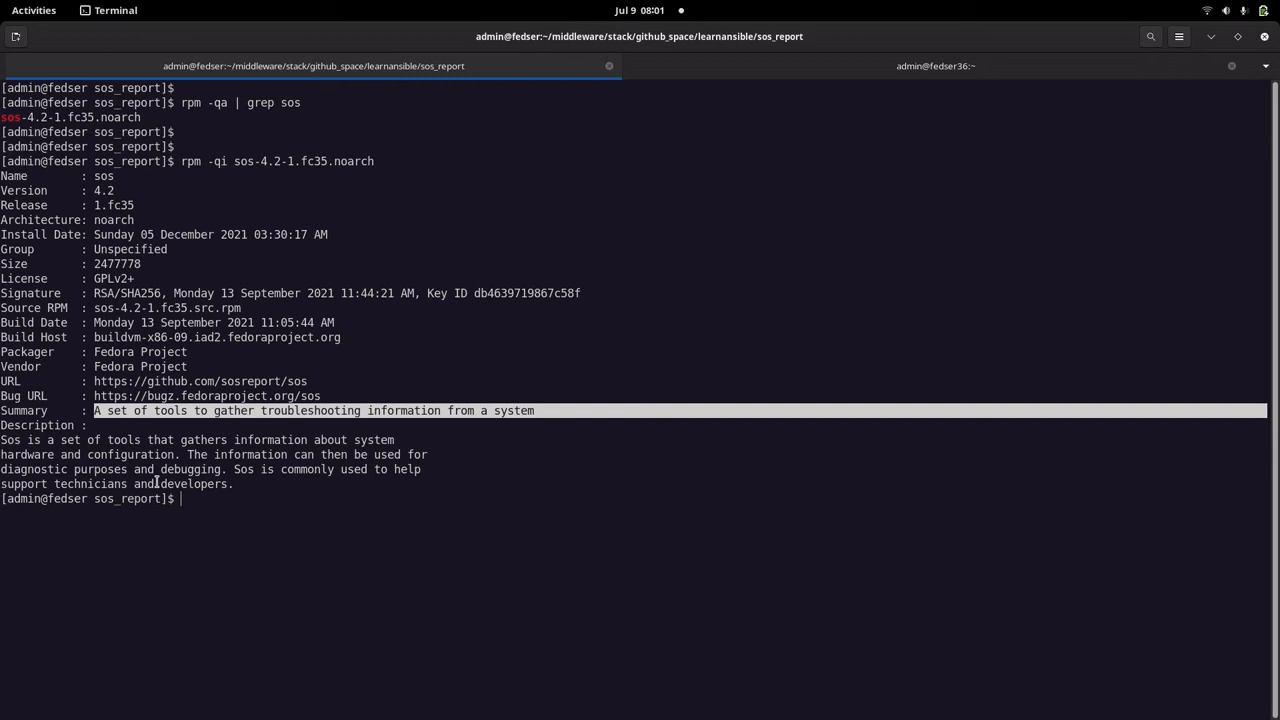 Activities
Terminal
Jul 9 08:01
admin@fedser:~/middleware/stack/github_space/learnansible/sos_report
admin@fedser:~/middleware/stack/github_space/learnansible/sos_report
admin@fedser36:~
[admin@fedser sos_report]$
[admin@fedser sos_report]$ rpm -qa | grep sos
sos-4.2-1.fc35.noarch
[admin@fedser sos_report]$
[admin@fedser sos_report]$
[admin@fedser sos_report]$ rpm -qi sos-4.2-1.fc35.noarch
Name        : sos
Version     : 4.2
Release     : 1.fc35
Architecture: noarch
Install Date: Sunday 05 December 2021 03:30:17 AM
Group       : Unspecified
Size        : 2477778
License     : GPLv2+
Signature   : RSA/SHA256, Monday 13 September 2021 11:44:21 AM, Key ID db4639719867c58f
Source RPM  : sos-4.2-1.fc35.src.rpm
Build Date  : Monday 13 September 2021 11:05:44 AM
Build Host  : buildvm-x86-09.iad2.fedoraproject.org
Packager    : Fedora Project
Vendor      : Fedora Project
URL         : https://github.com/sosreport/sos
Bug URL     : https://bugz.fedoraproject.org/sos
Summary     : A set of tools to gather troubleshooting information from a system
Description :
Sos is a set of tools that gathers information about system
hardware and configuration. The information can then be used for
diagnostic purposes and debugging. Sos is commonly used to help
support technicians and developers.
[admin@fedser sos_report]$